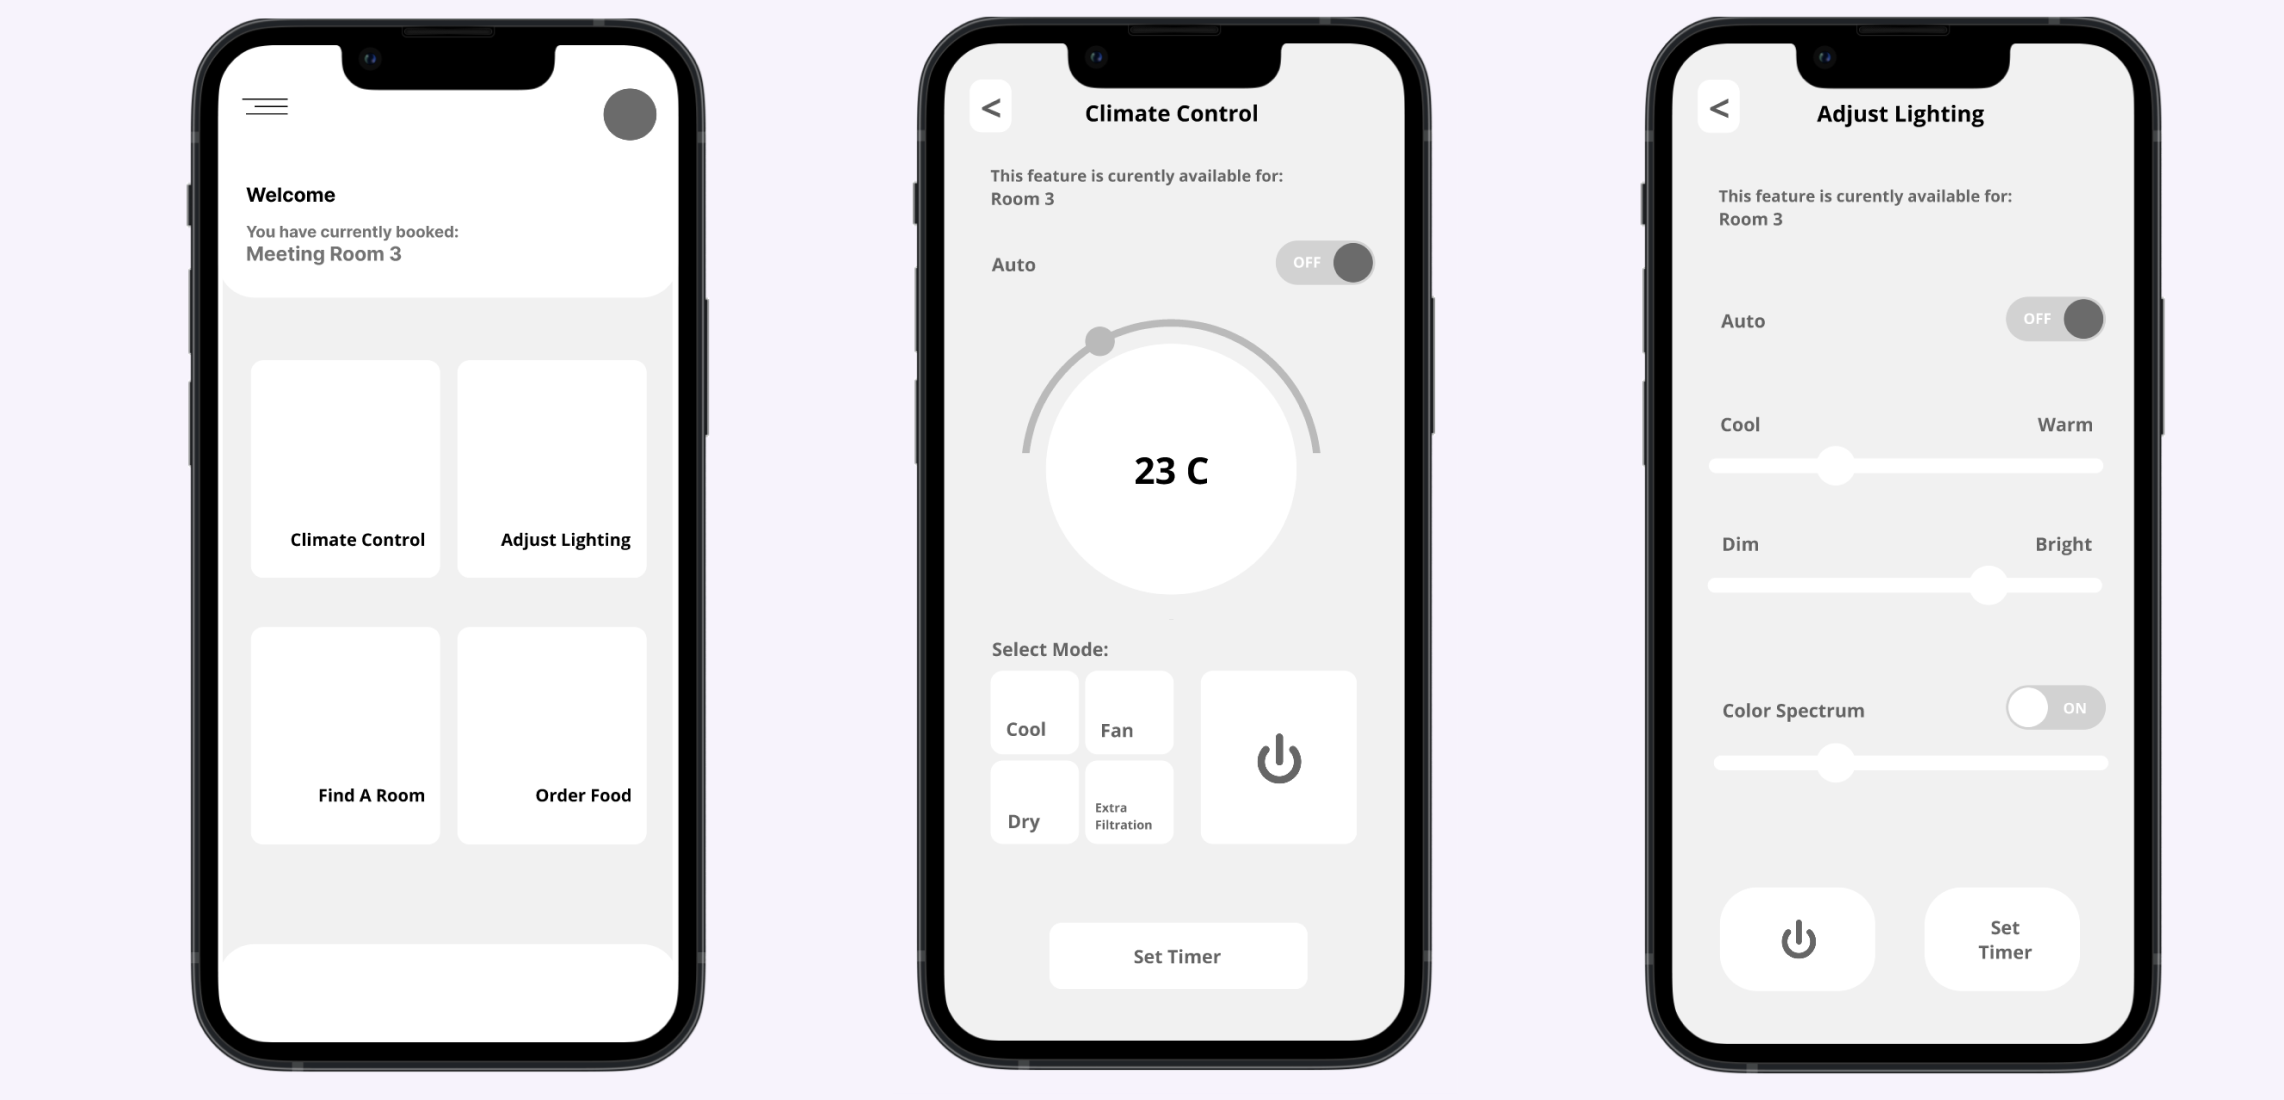 Welcome
You have currently booked:
Meeting Room 3
Climate Control
Adjust Lighting
Find A Room
Order Food
<
Climate Control
This feature is curently available for:
Room 3
Auto
OFF
23 C
Select Mode:
Cool
Fan
Dry
Extra
Filtration
Set Timer
<
Adjust Lighting
This feature is curently available for:
Room 3
Auto
OFF
Cool
Warm
Dim
Bright
Color Spectrum
ON
Set
Timer